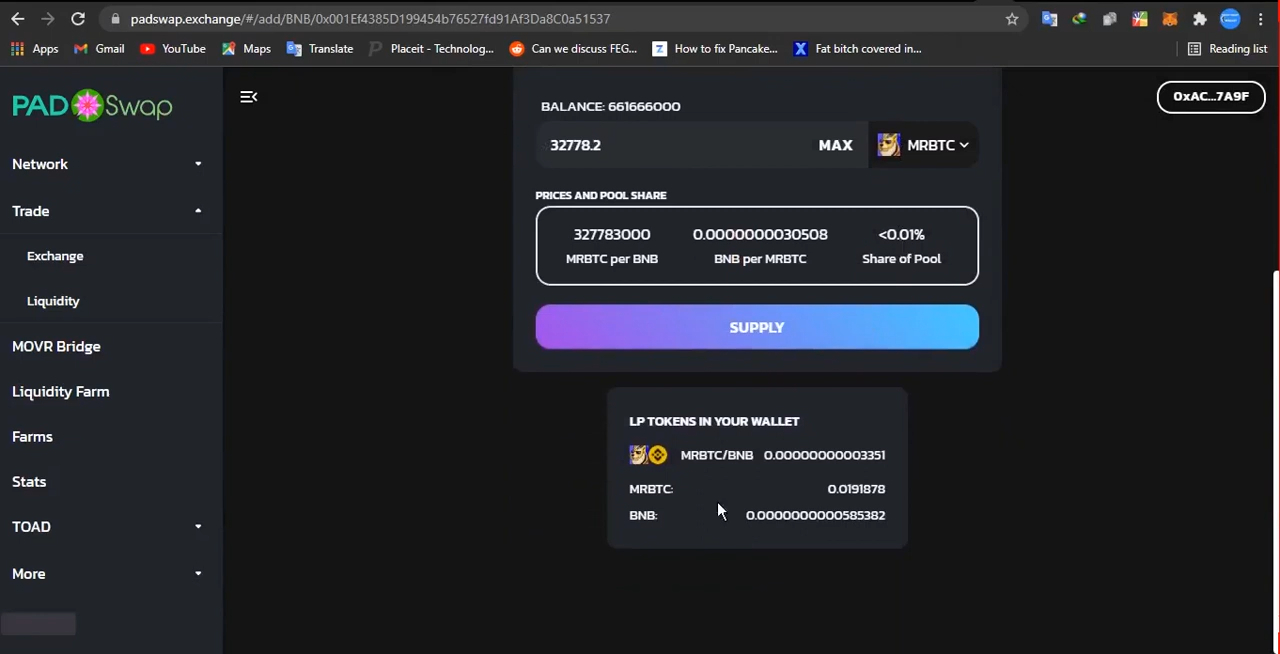 padswap.exchange/#/add/BNB/0x001Ef4385D199454b76527fd91Af3Da8C0a51537
Apps Gmail YouTube Maps Translate Placeit - Technolog... Can we discuss FEG... How to fix Pancake... Fat bitch covered in... Reading list
PAD Swap
0xAC...7A9F
Network
Trade
Exchange
Liquidity
MOVR Bridge
Liquidity Farm
Farms
Stats
TOAD
More
BALANCE: 661666000
32778.2 MAX MRBTC
PRICES AND POOL SHARE
327783000 0.0000000030508 <0.01%
MRBTC per BNB BNB per MRBTC Share of Pool
SUPPLY
LP TOKENS IN YOUR WALLET
MRBTC/BNB 0.00000000003351
MRBTC: 0.0191878
BNB: 0.0000000000585382